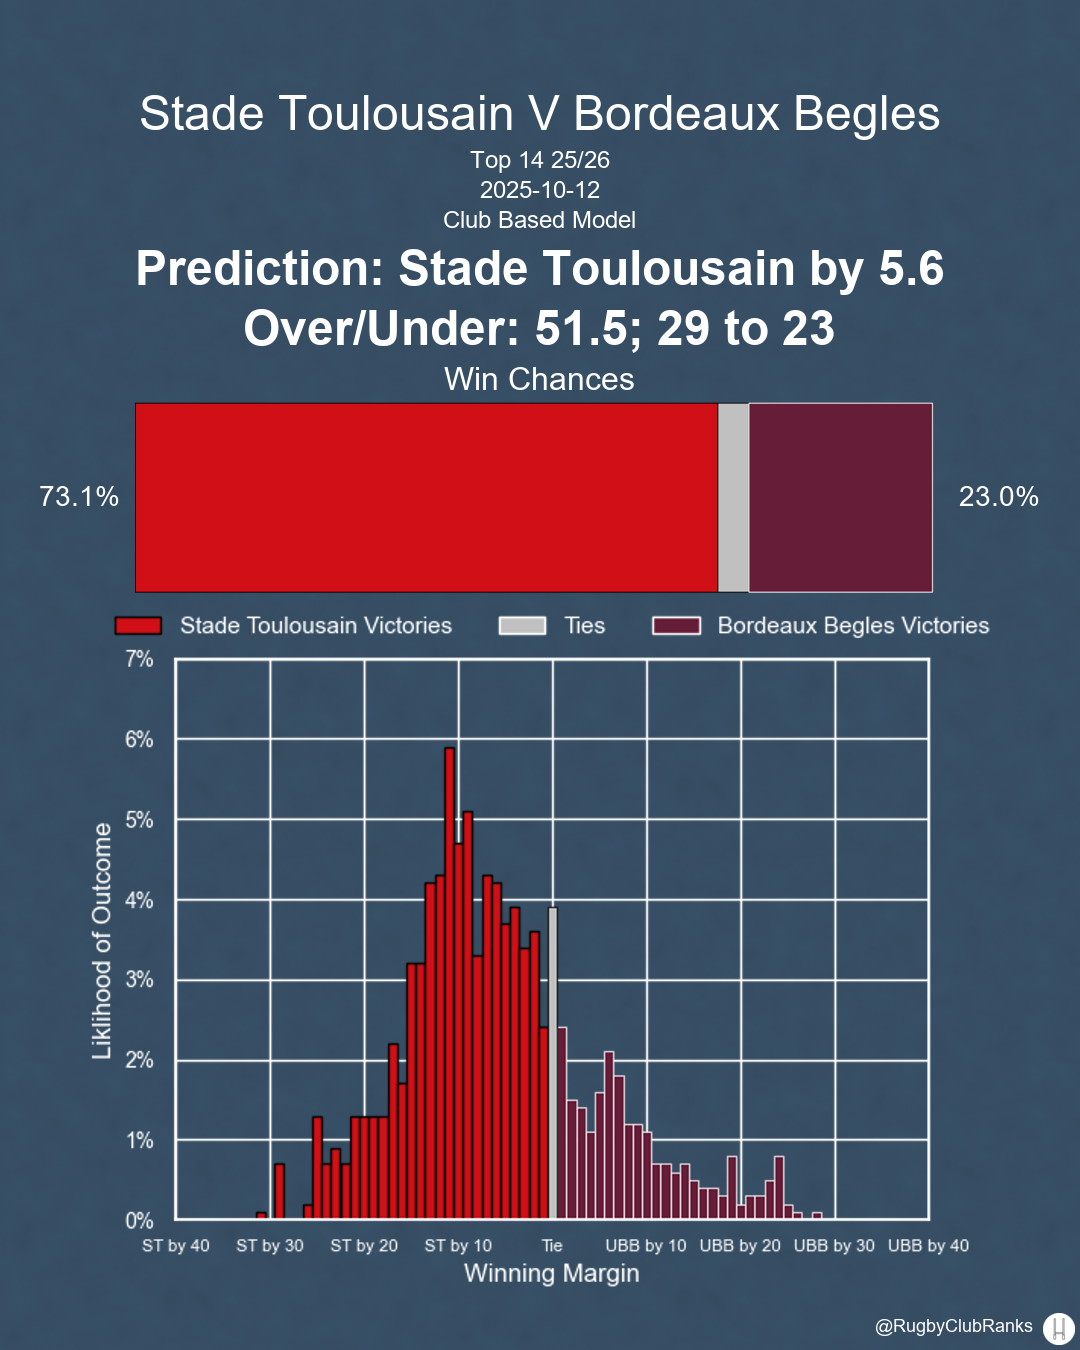 Stade Toulousain V Bordeaux Begles
Top 14 25/26
2025-10-12
Club Based Model
Prediction: Stade Toulousain by 5.6
Over/Under: 51.5; 29 to 23
Win Chances
73.1%
23.0%
Stade Toulousain Victories
Ties
Bordeaux Begles Victories
7%
6%
5%
4%
3%
2%
1%
0%
Liklihood of Outcome
ST by 40
ST by 30
ST by 20
ST by 10
Tie
UBB by 10
UBB by 20
UBB by 30
UBB by 40
Winning Margin
@RugbyClubRanks